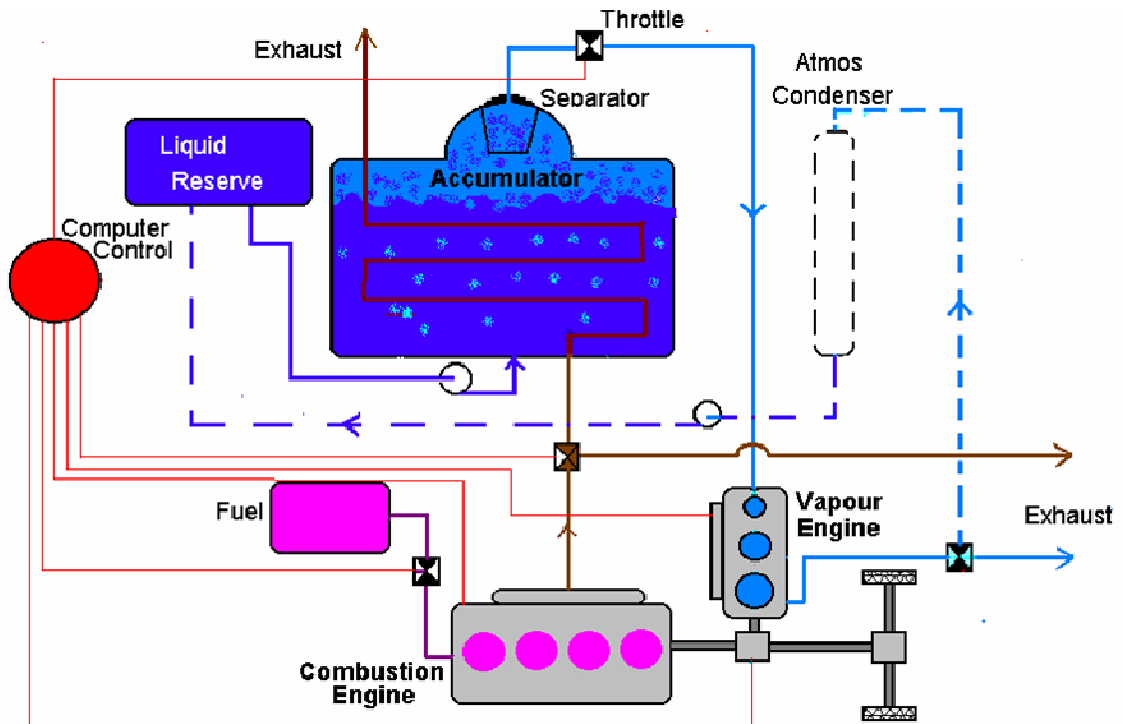 Throttle
Exhaust
Atmos
Condenser
Separator
Liquid
Reserve
Accumulator
Computer
Control
Fuel
Vapour
Engine
Exhaust
Combustion
Engine